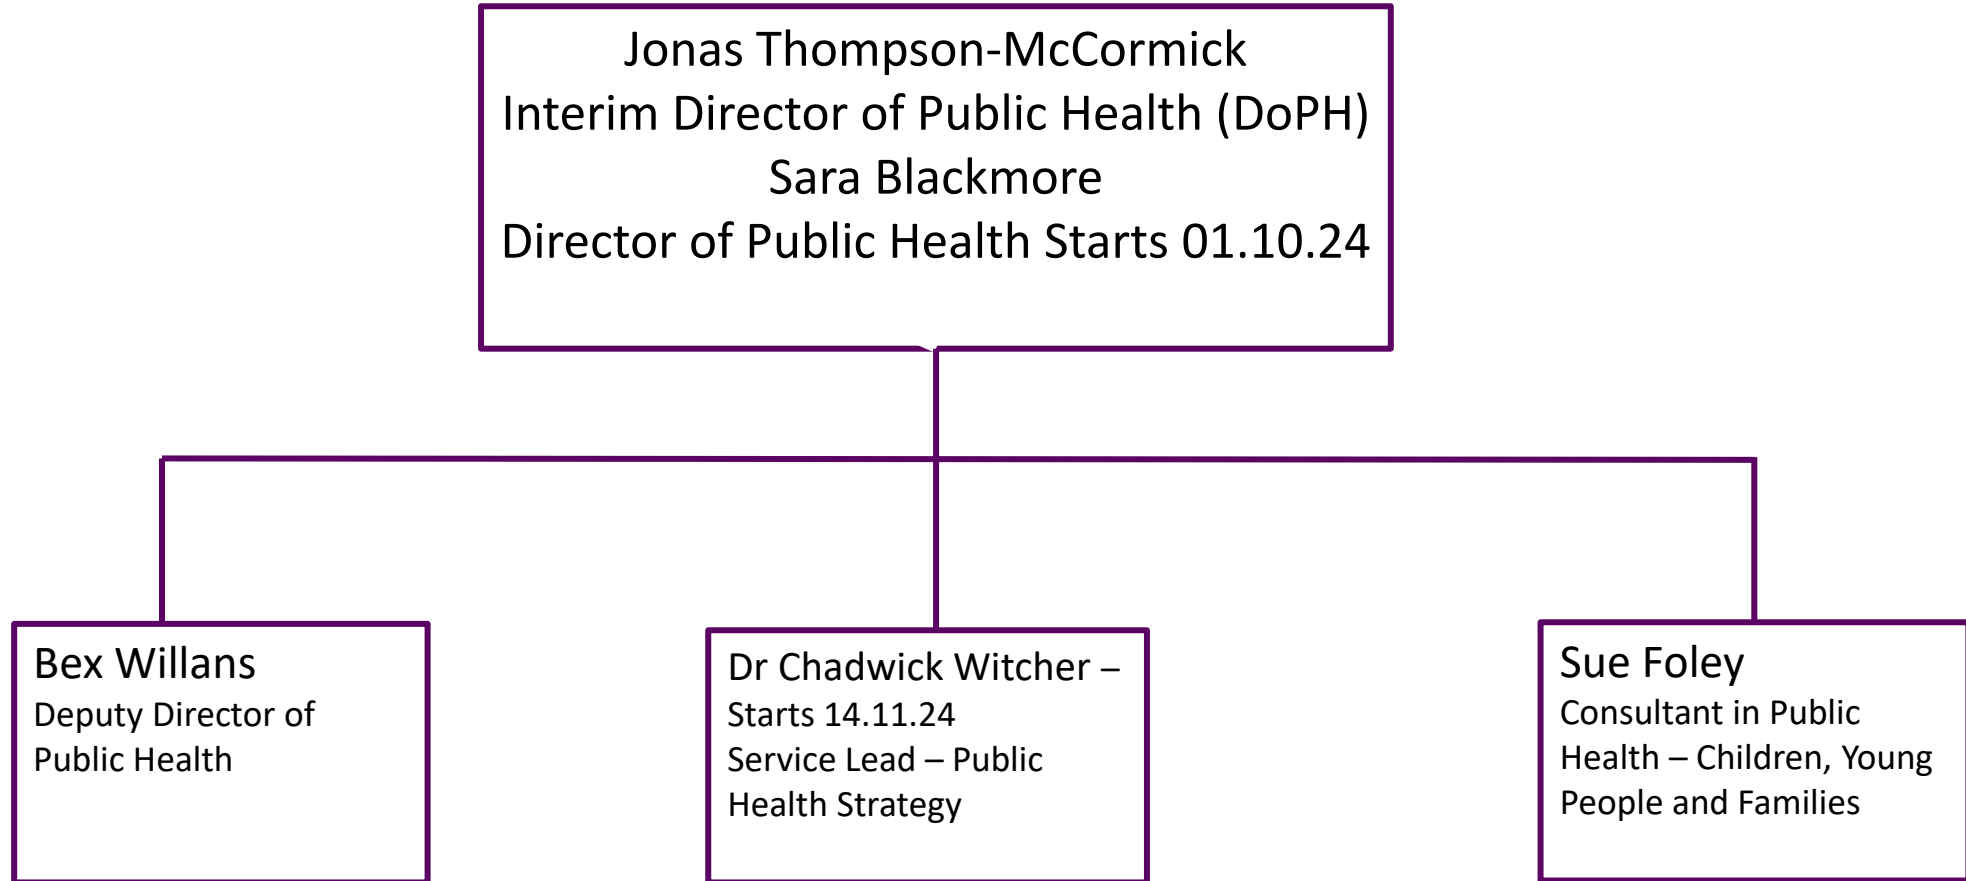 Jonas Thompson-McCormick
Interim Director of Public Health (DoPH)
Sara Blackmore
Director of Public Health Starts 01.10.24
Bex Willans
Deputy Director of
Public Health
Dr Chadwick Witcher –
Starts 14.11.24
Service Lead – Public
Health Strategy
Sue Foley
Consultant in Public
Health – Children, Young
People and Families